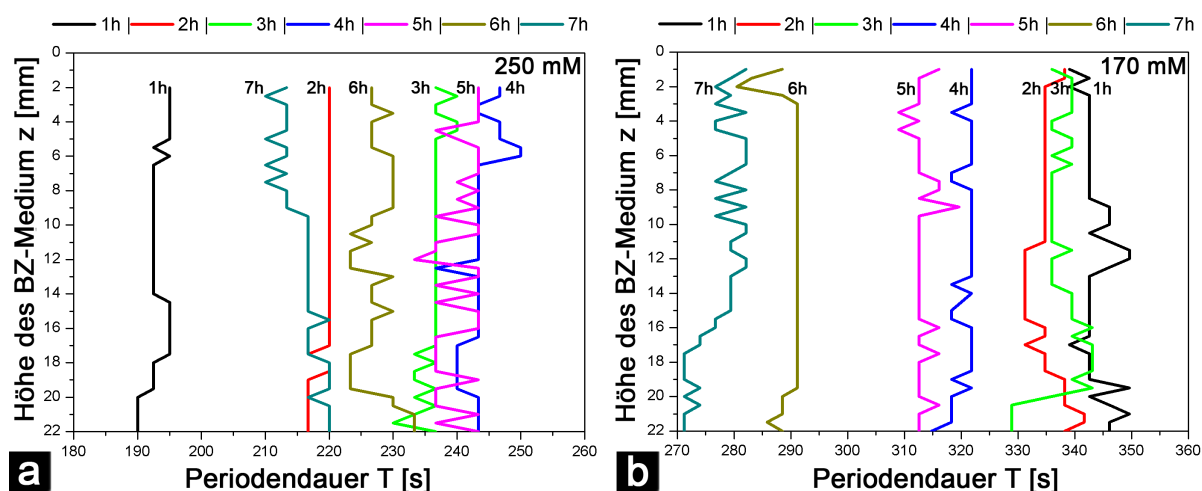 1h 2h 3h 4h 5h 6h 7h
0
2
4
6
8
10
12
14
16
18
20
22
Höhe des BZ-Medium z [mm]
250 mM
1h 7h 2h 6h 3h 5h 4h
180 190 200 210 220 230 240 250 260
Periodendauer T [s]
a
1h 2h 3h 4h 5h 6h 7h
0
2
4
6
8
10
12
14
16
18
20
22
Höhe des BZ-Medium z [mm]
170 mM
7h 6h 5h 4h 2h 3h 1h
270 280 290 300 310 320 330 340 350 360
Periodendauer T [s]
b